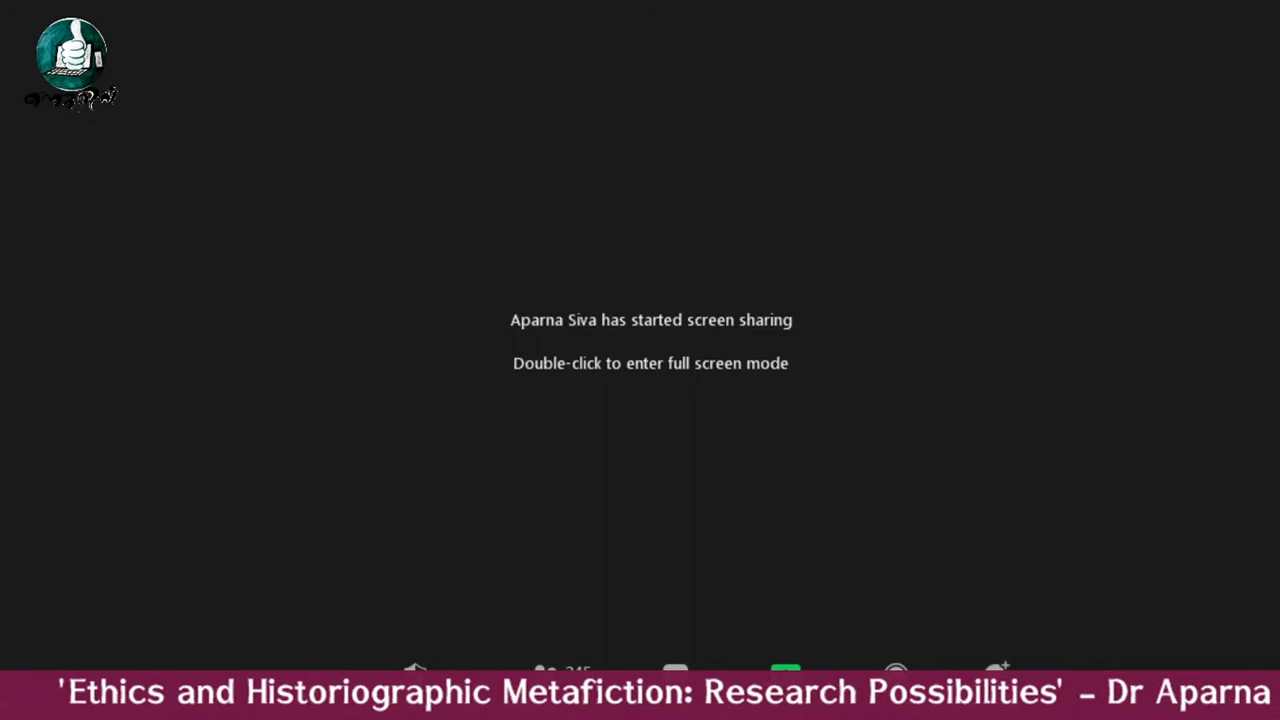 Aparna Siva has started screen sharing
Double-click to enter full screen mode
'Ethics and Historiographic Metafiction: Research Possibilities' – Dr Aparna